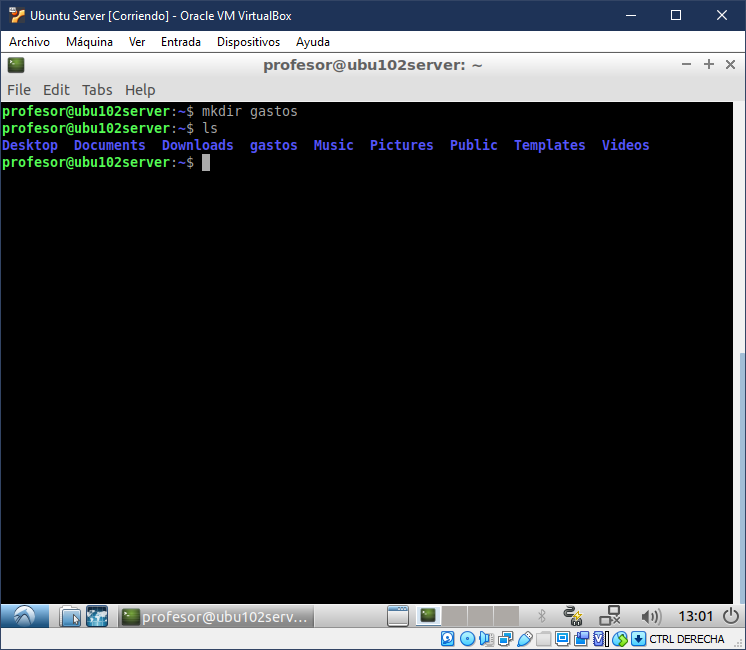 Ubuntu Server [Corriendo] - Oracle VM VirtualBox
Archivo Máquina Ver Entrada Dispositivos Ayuda
profesor@ubu102server: ~
File Edit Tabs Help
profesor@ubu102server:~$ mkdir gastos
profesor@ubu102server:~$ ls
Desktop Documents Downloads gastos Music Pictures Public Templates Videos
profesor@ubu102server:~$
profesor@ubu102serv... 13:01
CTRL DERECHA